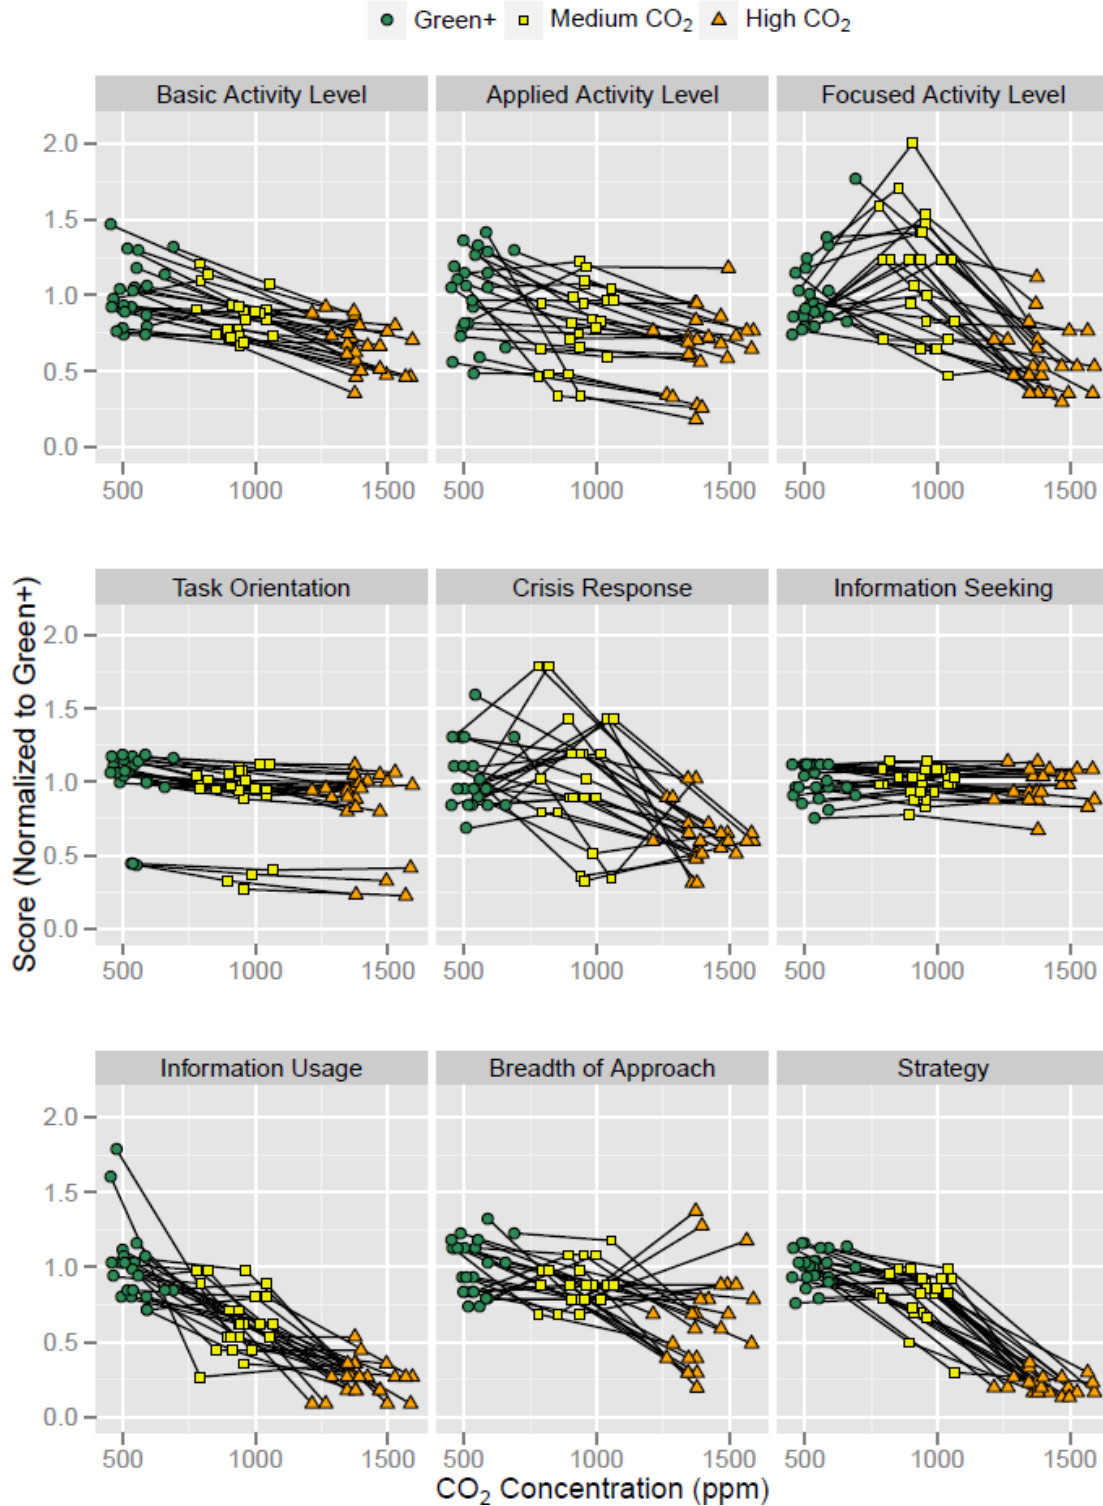 Green+ Medium CO₂ High CO₂
Basic Activity Level Applied Activity Level Focused Activity Level
2.0
1.5
1.0
0.5
0.0
500 1000 1500 500 1000 1500 500 1000 1500
Score (Normalized to Green+)
Task Orientation Crisis Response Information Seeking
2.0
1.5
1.0
0.5
0.0
500 1000 1500 500 1000 1500 500 1000 1500
Information Usage Breadth of Approach Strategy
2.0
1.5
1.0
0.5
0.0
500 1000 1500 500 1000 1500 500 1000 1500
CO₂ Concentration (ppm)